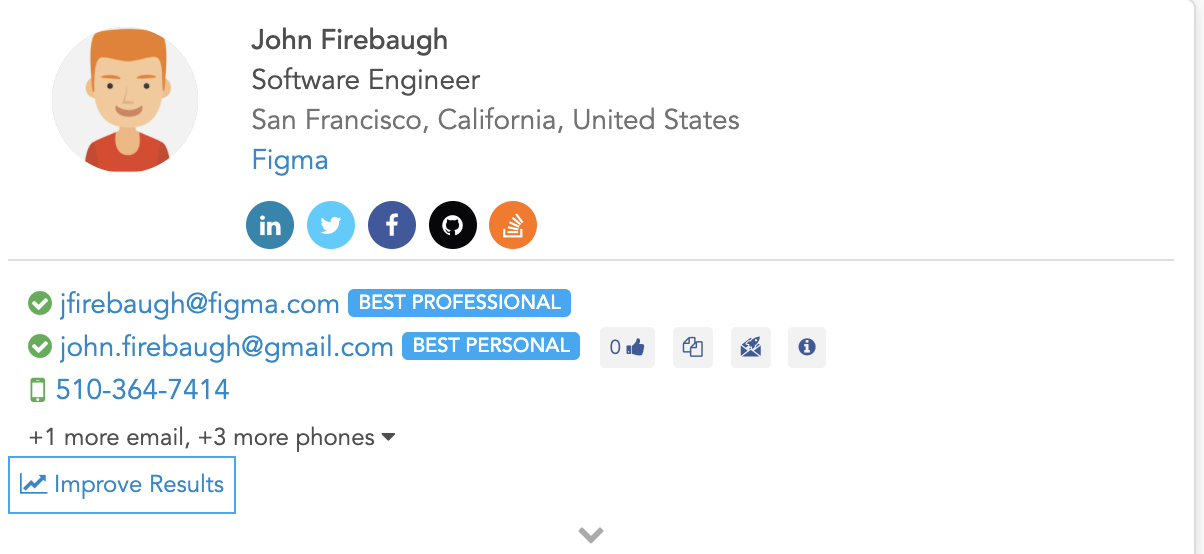 John Firebaugh
Software Engineer
San Francisco, California, United States
Figma
in
jfirebaugh@figma.com BEST PROFESSIONAL
john.firebaugh@gmail.com BEST PERSONAL 0
510-364-7414
+1 more email, +3 more phones
Improve Results